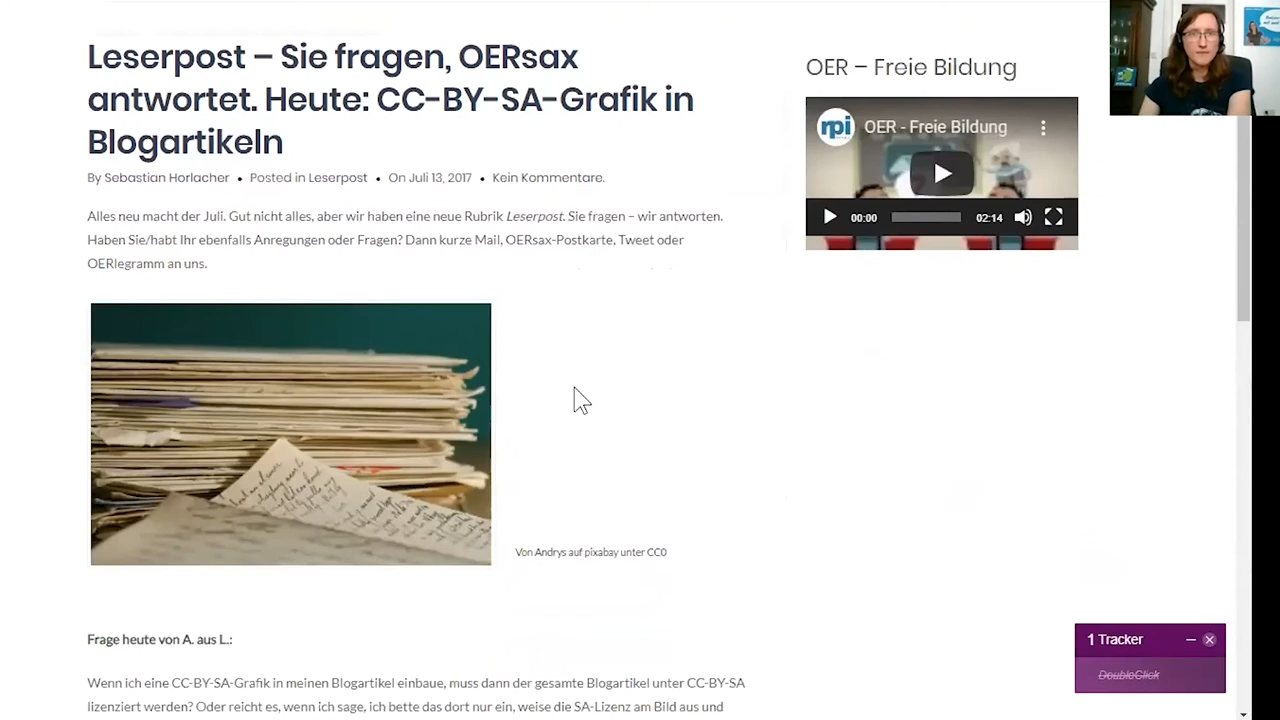 Leserpost – Sie fragen, OERsax
antwortet. Heute: CC-BY-SA-Grafik in
Blogartikeln
By Sebastian Horlacher • Posted in Leserpost • On Juli 13, 2017 • Kein Kommentare.
Alles neu macht der Juli. Gut nicht alles, aber wir haben eine neue Rubrik Leserpost. Sie fragen – wir antworten.
Haben Sie/habt Ihr ebenfalls Anregungen oder Fragen? Dann kurze Mail, OERsax-Postkarte, Tweet oder
OERlegramm an uns.
Von Andrys auf pixabay unter CC0
Frage heute von A. aus L.:
Wenn ich eine CC-BY-SA-Grafik in meinen Blogartikel einbaue, muss dann der gesamte Blogartikel unter CC-BY-SA
lizenziert werden? Oder reicht es, wenn ich sage, ich bette das dort nur ein, weise die SA-Lizenz am Bild aus und
OER – Freie Bildung
rpi
OER - Freie Bildung
00:00
02:14
1 Tracker
DoubleClick